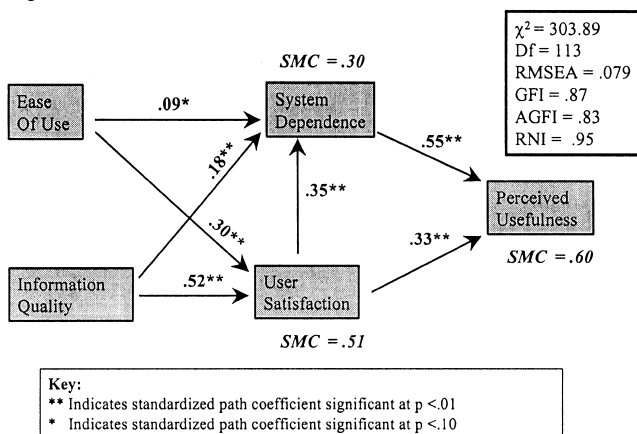 χ² = 303.89
Df = 113
RMSEA = .079
GFI = .87
AGFI = .83
RNI = .95
SMC = .30
Ease
Of Use
.09*
System
Dependence
.18**
.55**
.35**
Perceived
Usefulness
.30**
.33**
SMC = .60
Information
Quality
.52**
User
Satisfaction
SMC = .51
Key:
** Indicates standardized path coefficient significant at p <.01
* Indicates standardized path coefficient significant at p <.10